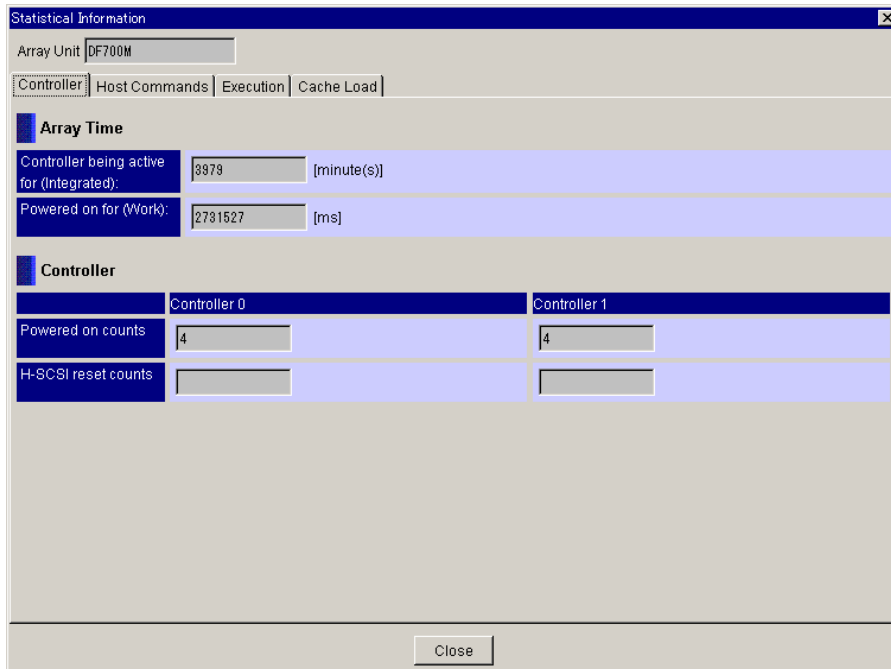 Statistical Information
Array Unit DF700M
Controller Host Commands Execution Cache Load
Array Time
Controller being active
for (Integrated):
3979 [minute(s)]
Powered on for (Work):
2731527 [ms]
Controller
Controller 0 Controller 1
Powered on counts 4 4
H-SCSI reset counts
Close